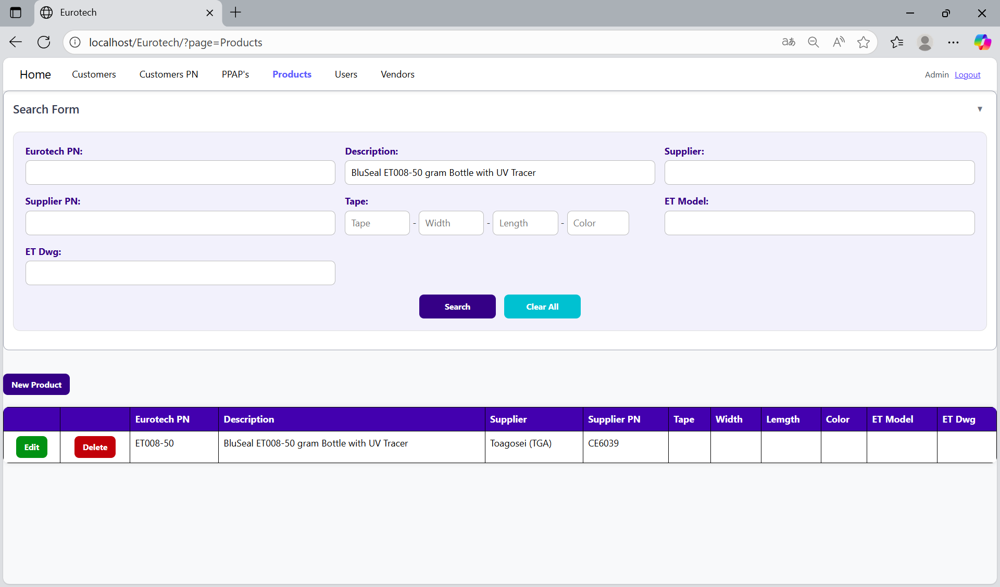 Eurotech
localhost/Eurotech/?page=Products
aあ
Home Customers Customers PN PPAP's Products Users Vendors Admin Logout
Search Form
Eurotech PN: Description: Supplier:
BluSeal ET008-50 gram Bottle with UV Tracer
Supplier PN: Tape: ET Model:
Tape - Width - Length - Color
ET Dwg:
Search Clear All
New Product
Eurotech PN Description Supplier Supplier PN Tape Width Lemgth Color ET Model ET Dwg
Edit Delete ET008-50 BluSeal ET008-50 gram Bottle with UV Tracer Toagosei (TGA) CE6039